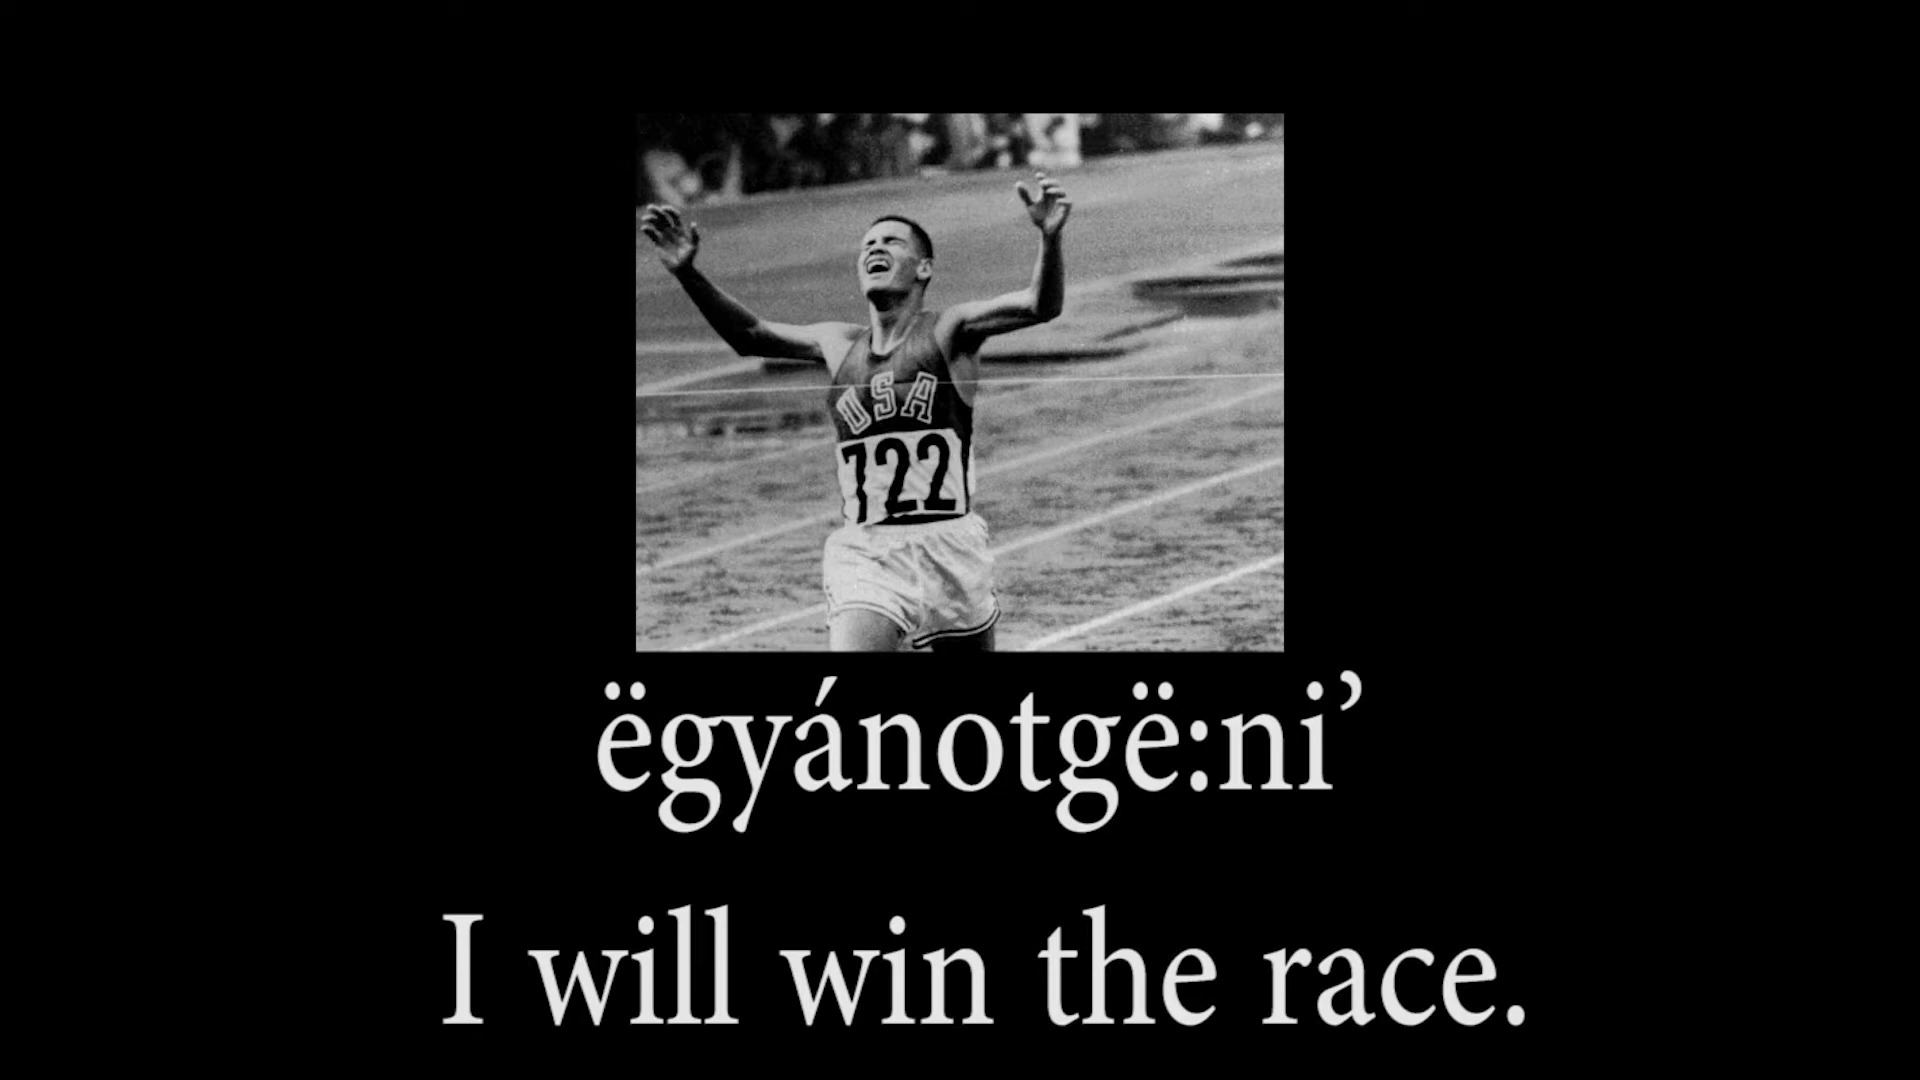 USA
722
ëgyánotgë:ni’
I will win the race.